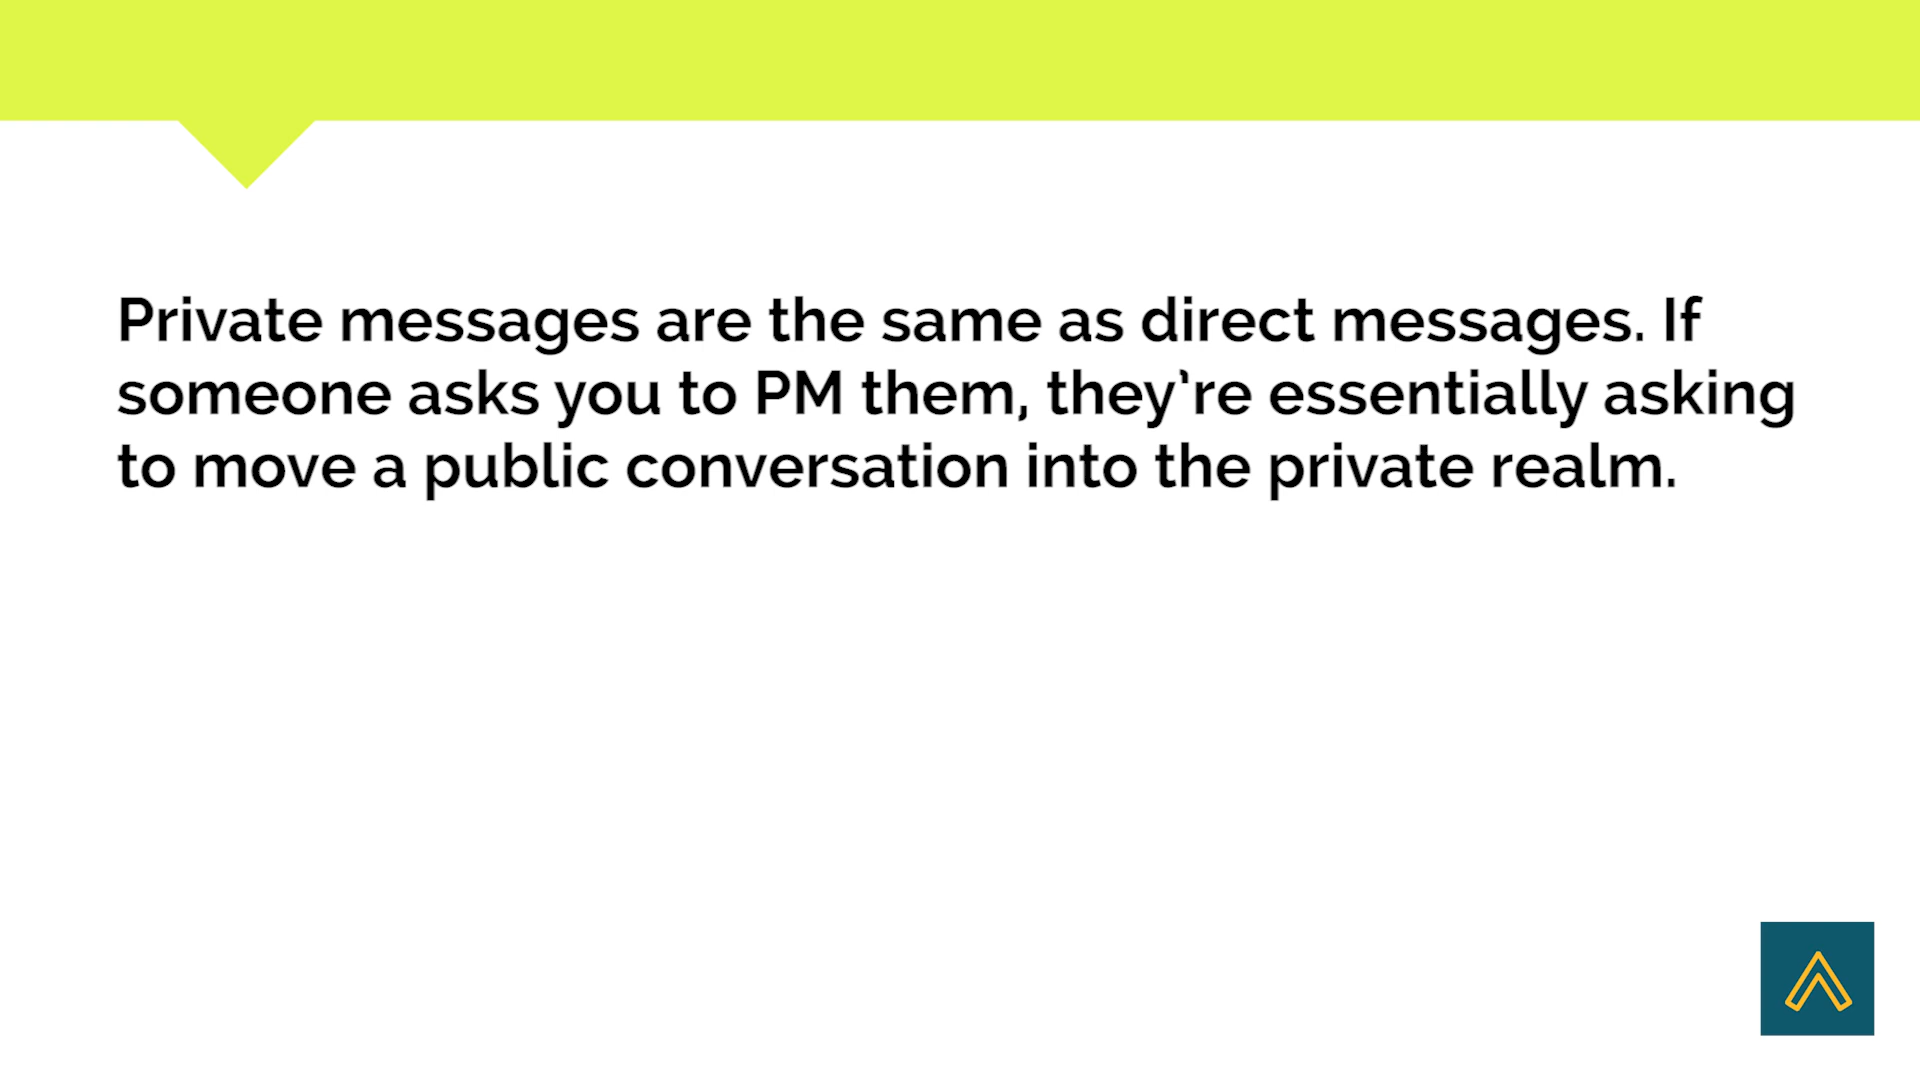 Private messages are the same as direct messages. If
someone asks you to PM them, they’re essentially asking
to move a public conversation into the private realm.